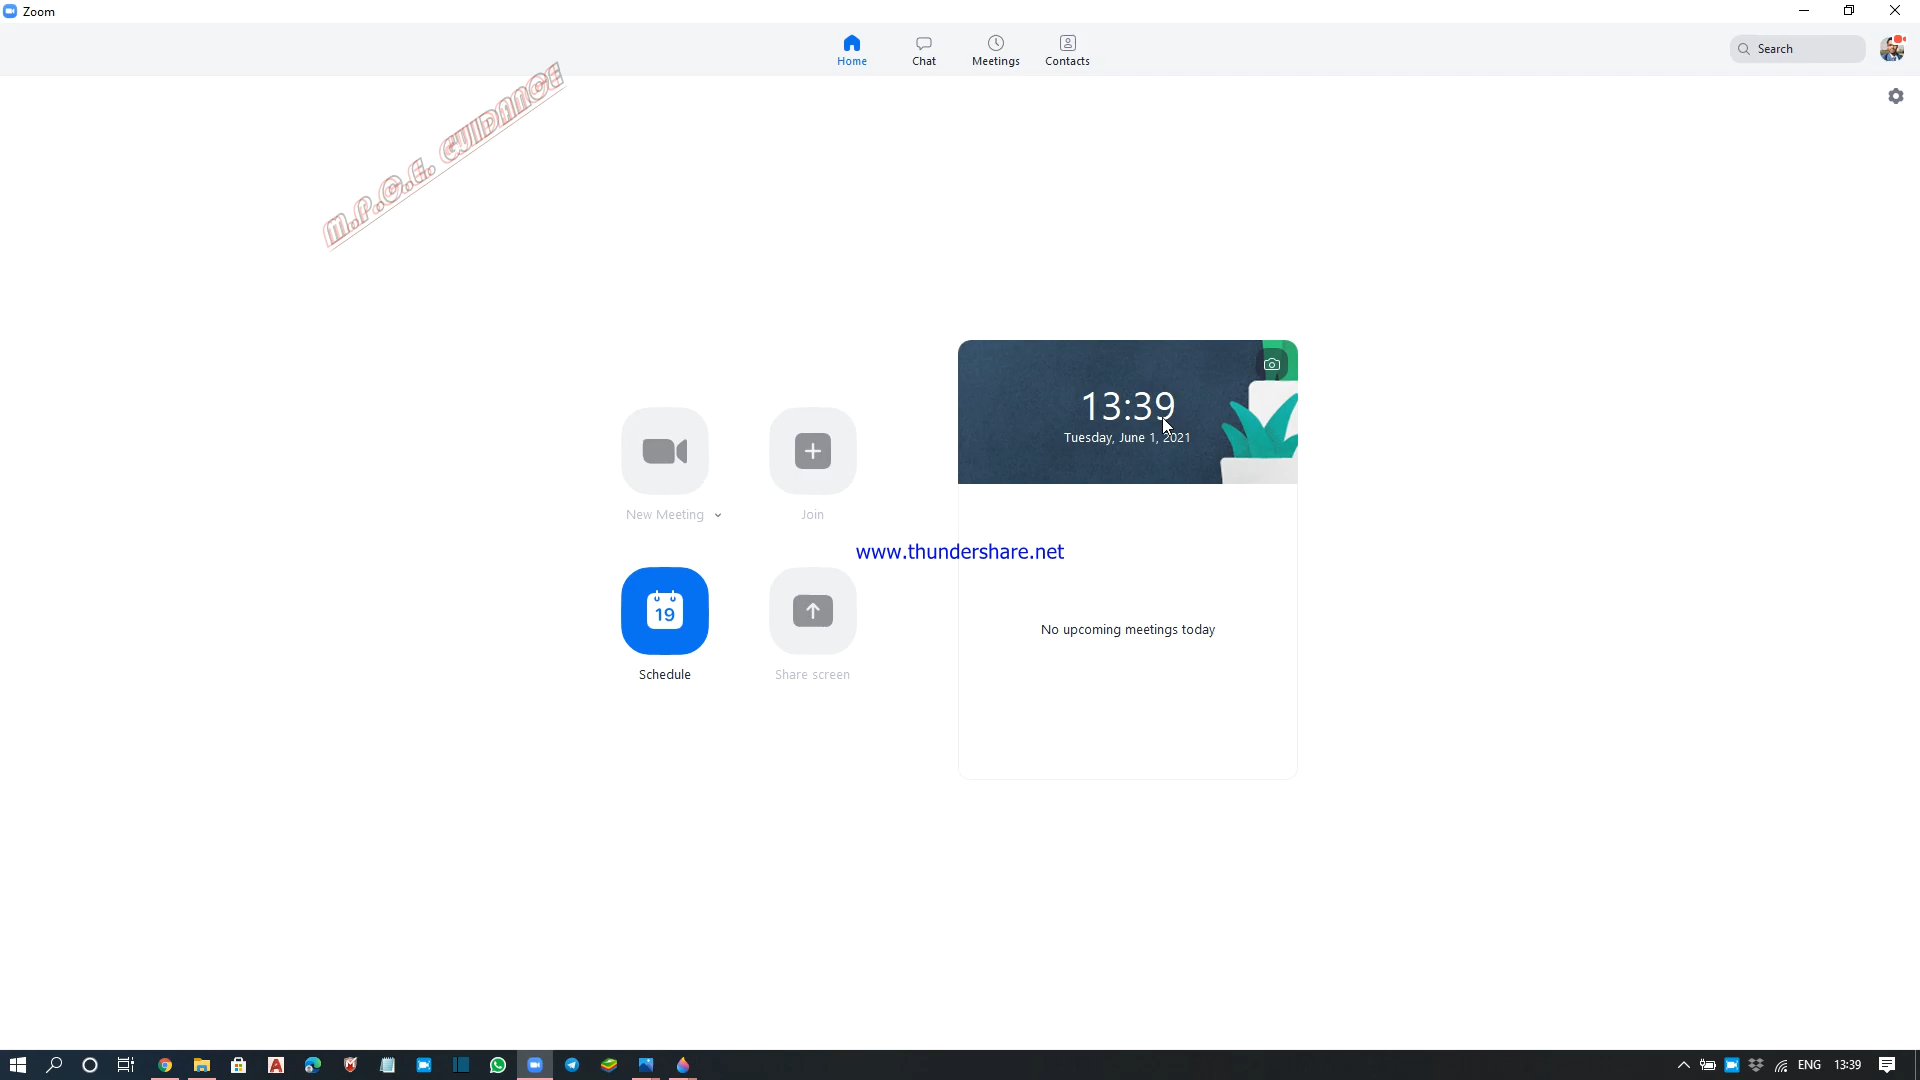 Zoom
Home
Chat
Meetings
Contacts
Search
M.P.O.E. GUIDANCE
13:39
Tuesday, June 1, 2021
New Meeting
Join
www.thundershare.net
19
Schedule
Share screen
No upcoming meetings today
ENG
13:39